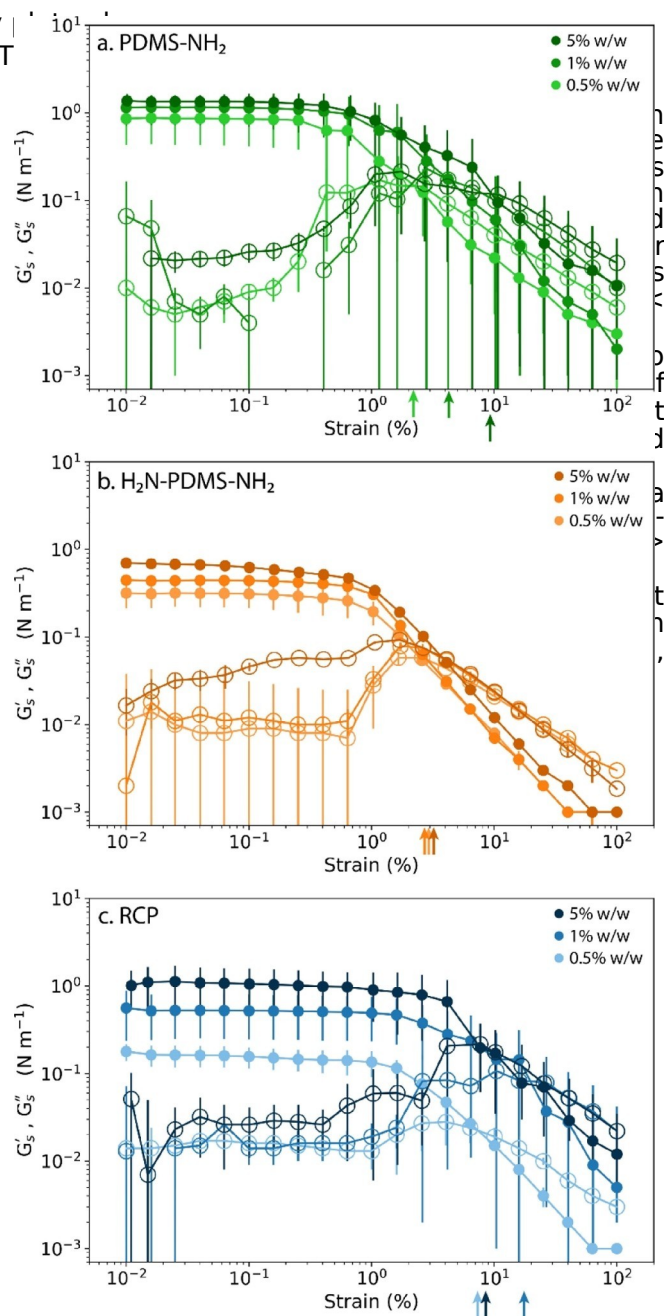 T
a. PDMS-NH₂
5% w/w
1% w/w
0.5% w/w
10¹
10⁰
10⁻¹
10⁻²
10⁻³
G′ₛ , G″ₛ (N m⁻¹)
10⁻² 10⁻¹ 10⁰ 10¹ 10²
Strain (%)
b. H₂N-PDMS-NH₂
5% w/w
1% w/w
0.5% w/w
10¹
10⁰
10⁻¹
10⁻²
10⁻³
G′ₛ , G″ₛ (N m⁻¹)
10⁻² 10⁻¹ 10⁰ 10¹ 10²
Strain (%)
c. RCP
5% w/w
1% w/w
0.5% w/w
10¹
10⁰
10⁻¹
10⁻²
10⁻³
G′ₛ , G″ₛ (N m⁻¹)
10⁻² 10⁻¹ 10⁰ 10¹ 10²
Strain (%)